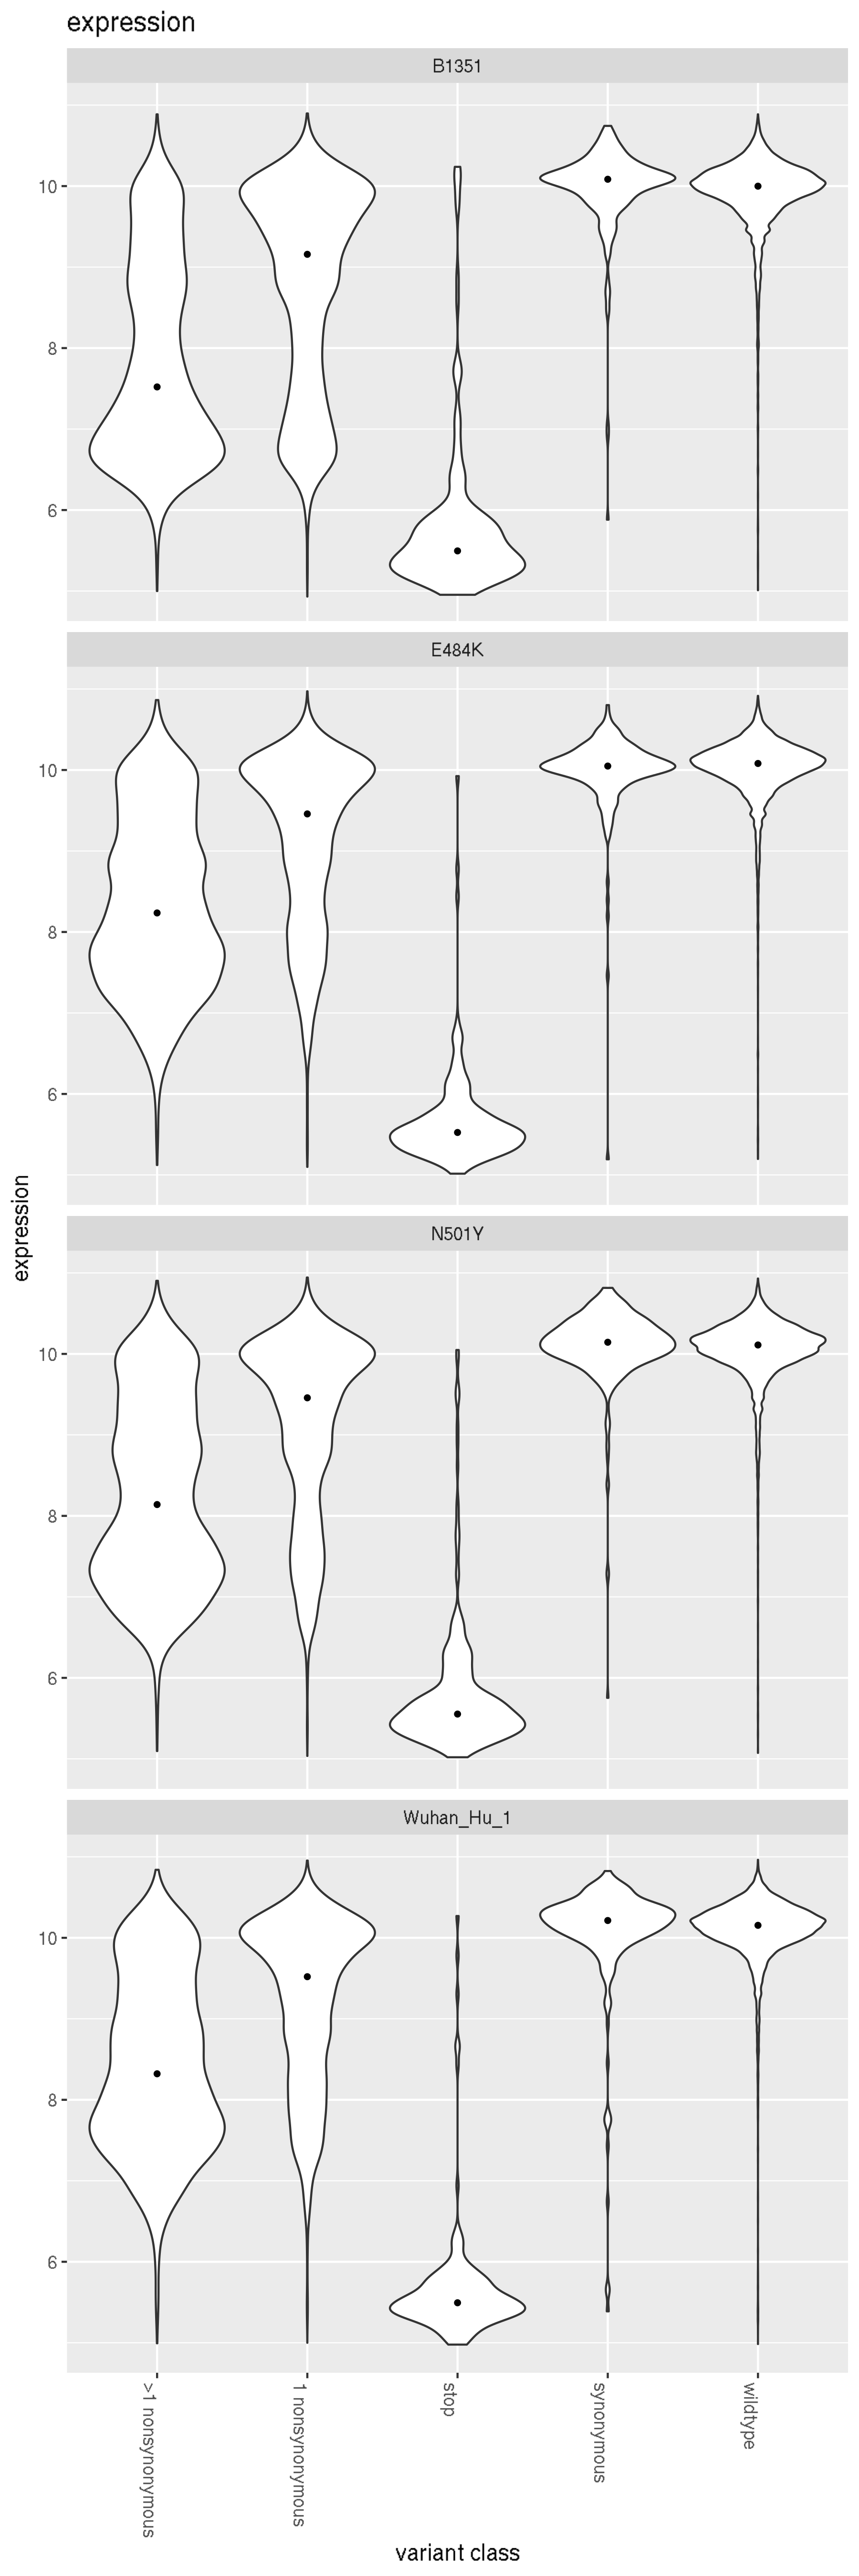 expression
B1351
10
8
6
E484K
10
8
6
expression
N501Y
10
8
6
Wuhan_Hu_1
10
8
6
>1 nonsynonymous
1 nonsynonymous
stop
synonymous
wildtype
variant class